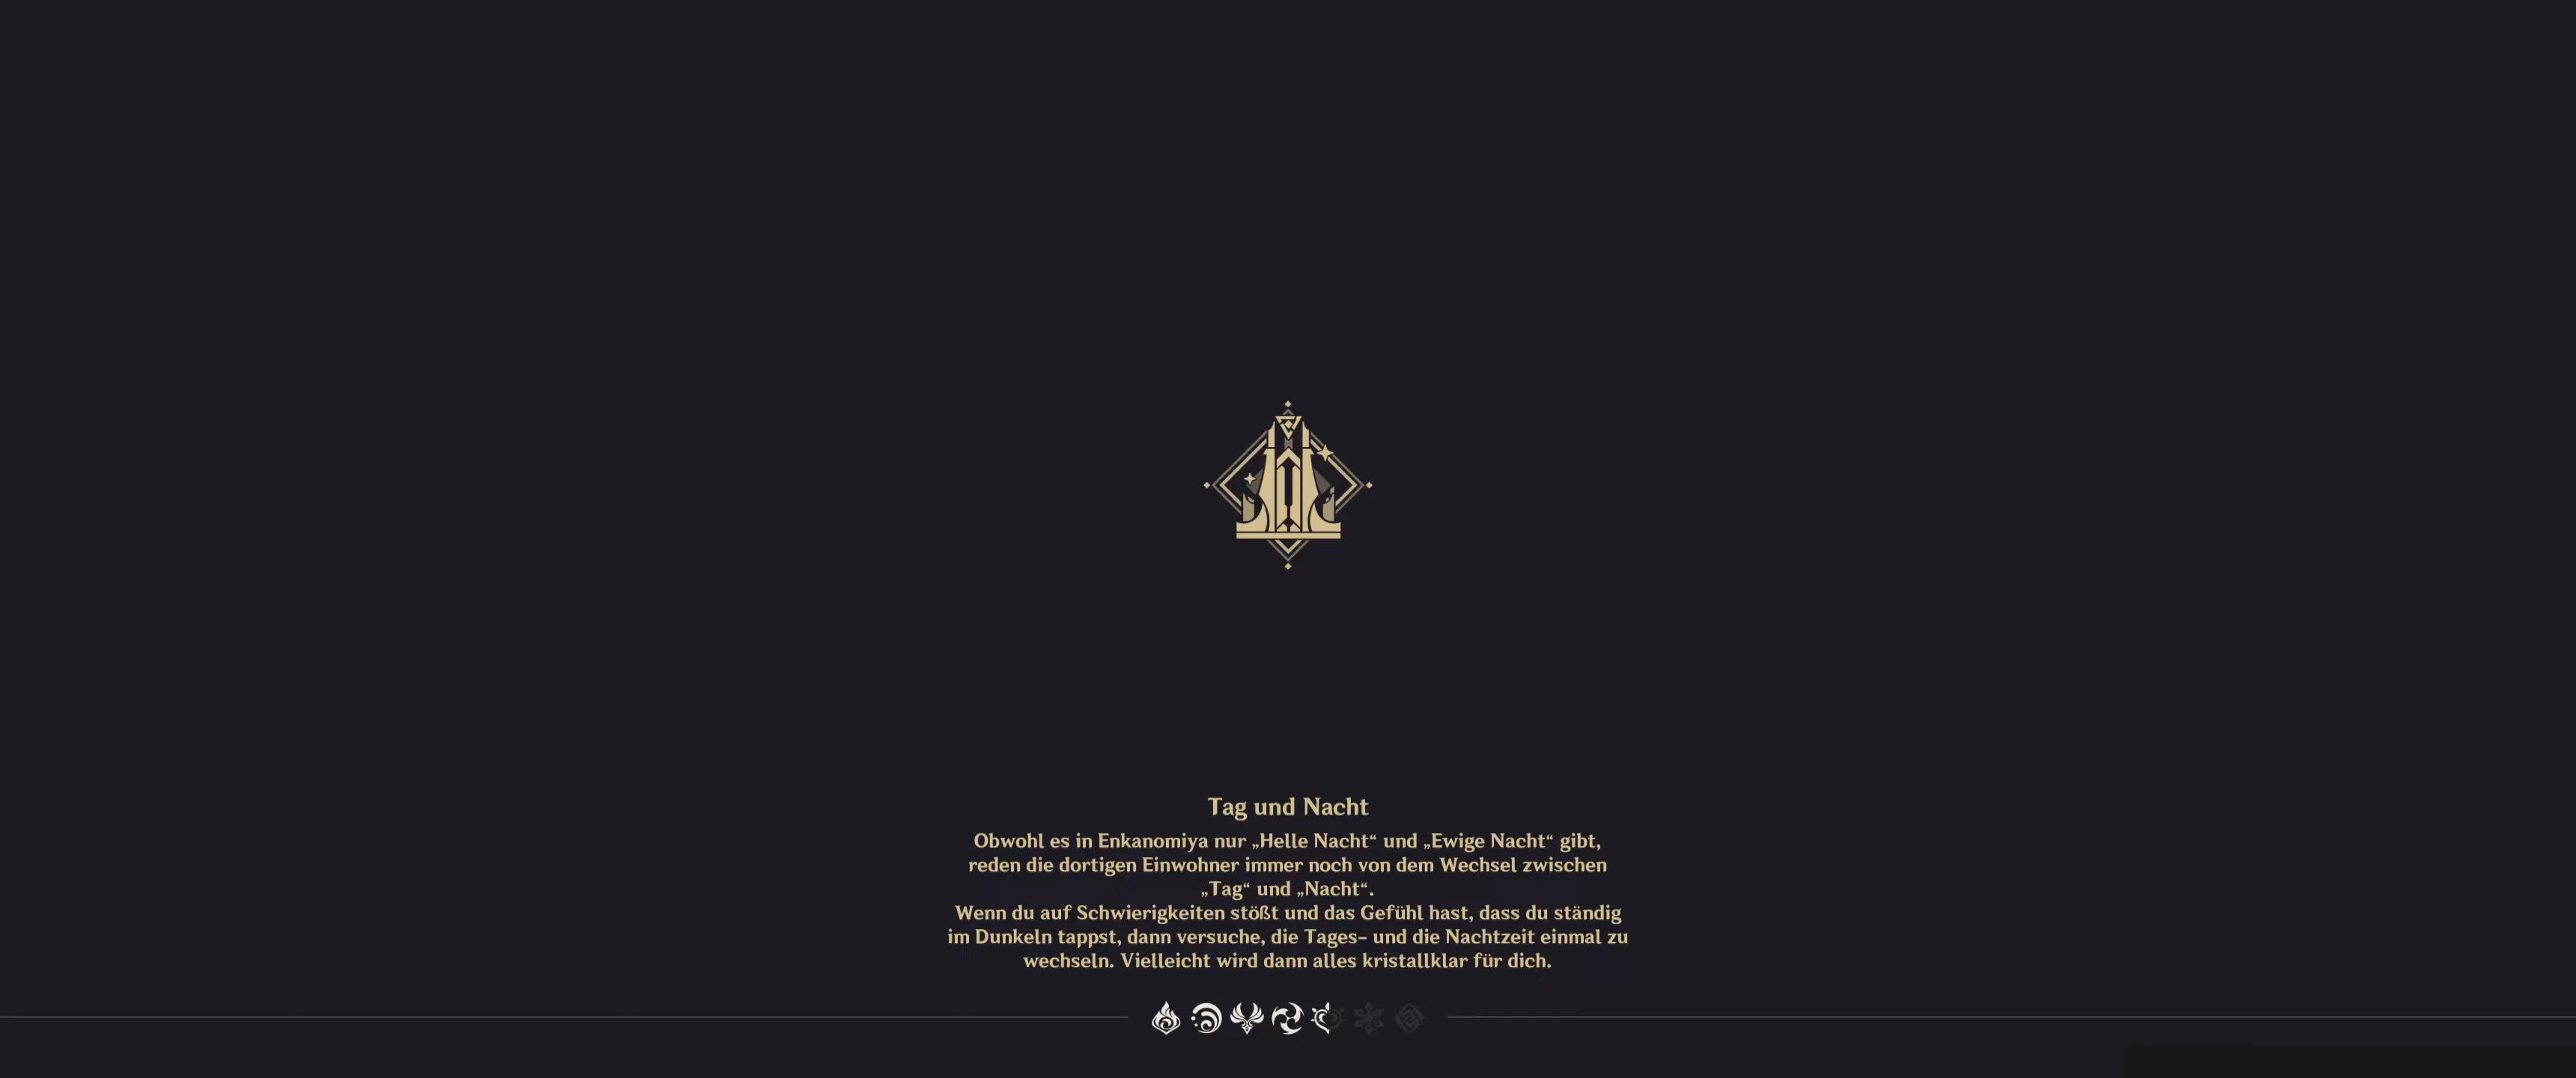 Tag und Nacht
Obwohl es in Enkanomiya nur „Helle Nacht“ und „Ewige Nacht“ gibt,
reden die dortigen Einwohner immer noch von dem Wechsel zwischen
„Tag“ und „Nacht“.
Wenn du auf Schwierigkeiten stößt und das Gefühl hast, dass du ständig
im Dunkeln tappst, dann versuche, die Tages- und die Nachtzeit einmal zu
wechseln. Vielleicht wird dann alles kristallklar für dich.